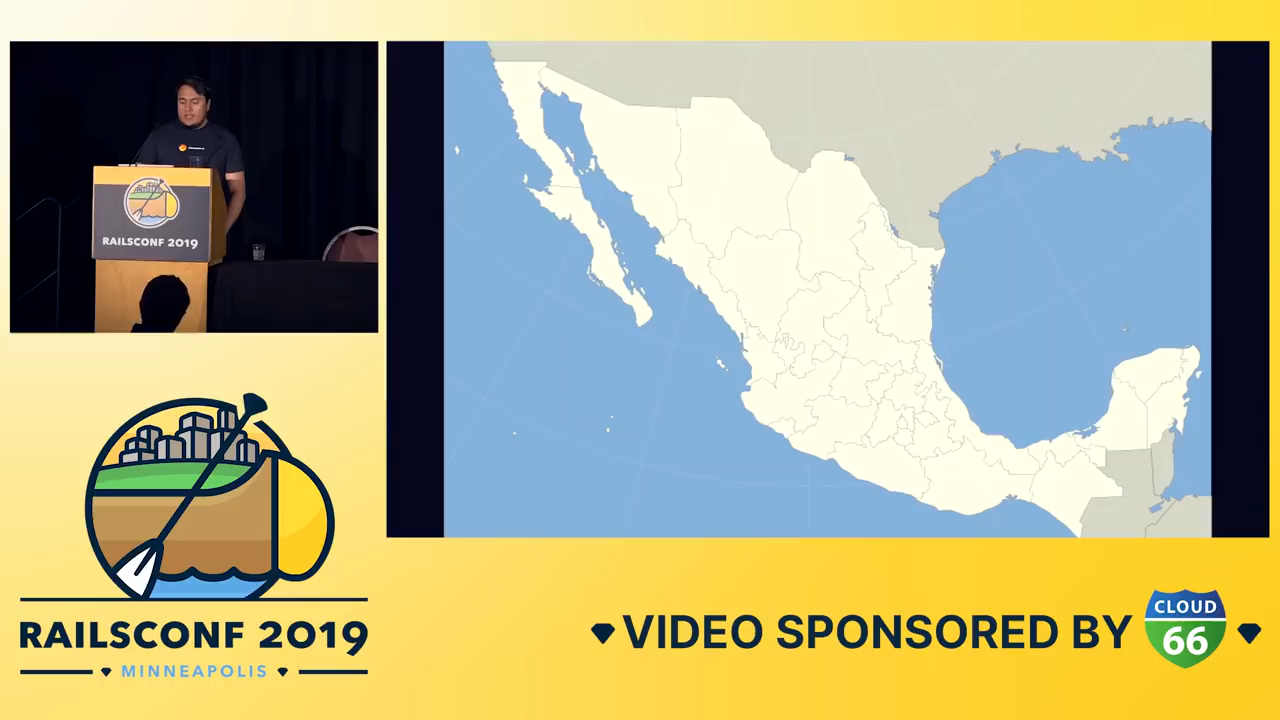 RAILSCONF 2019
RAILSCONF 2019
MINNEAPOLIS
VIDEO SPONSORED BY
CLOUD
66